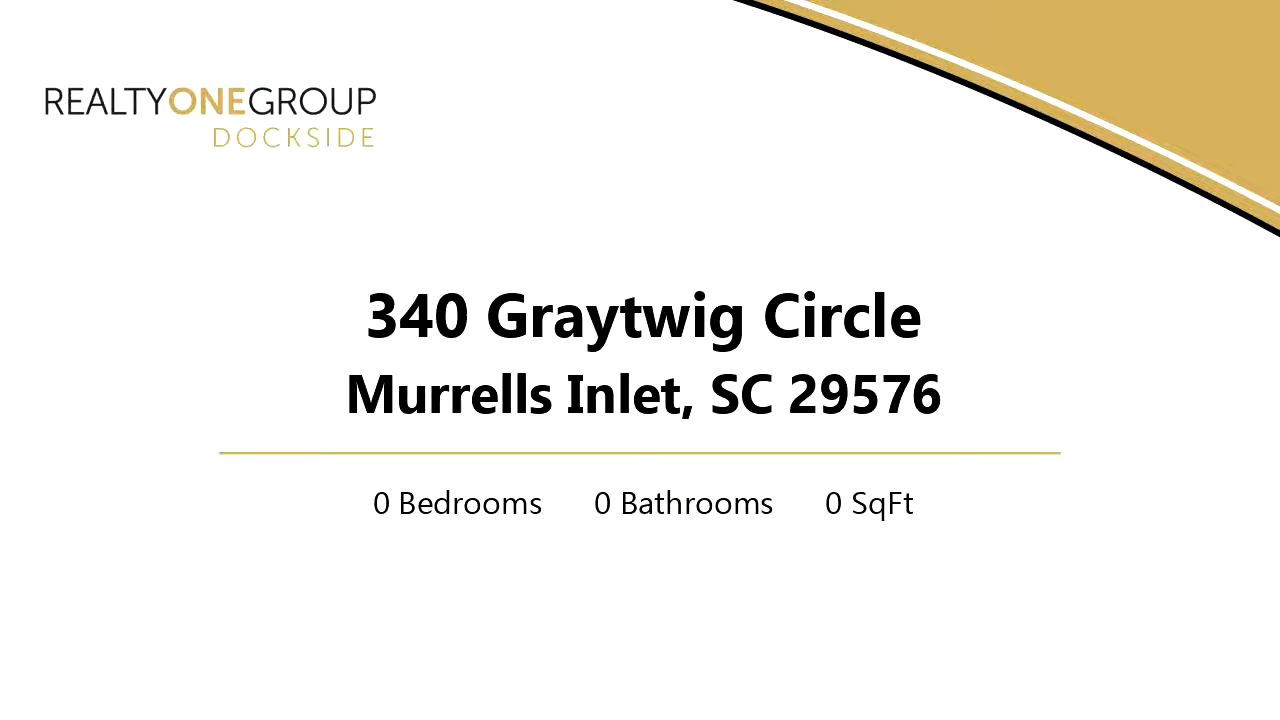 REALTYONEGROUP
DOCKSIDE
340 Graytwig Circle
Murrells Inlet, SC 29576
0 Bedrooms 0 Bathrooms 0 SqFt